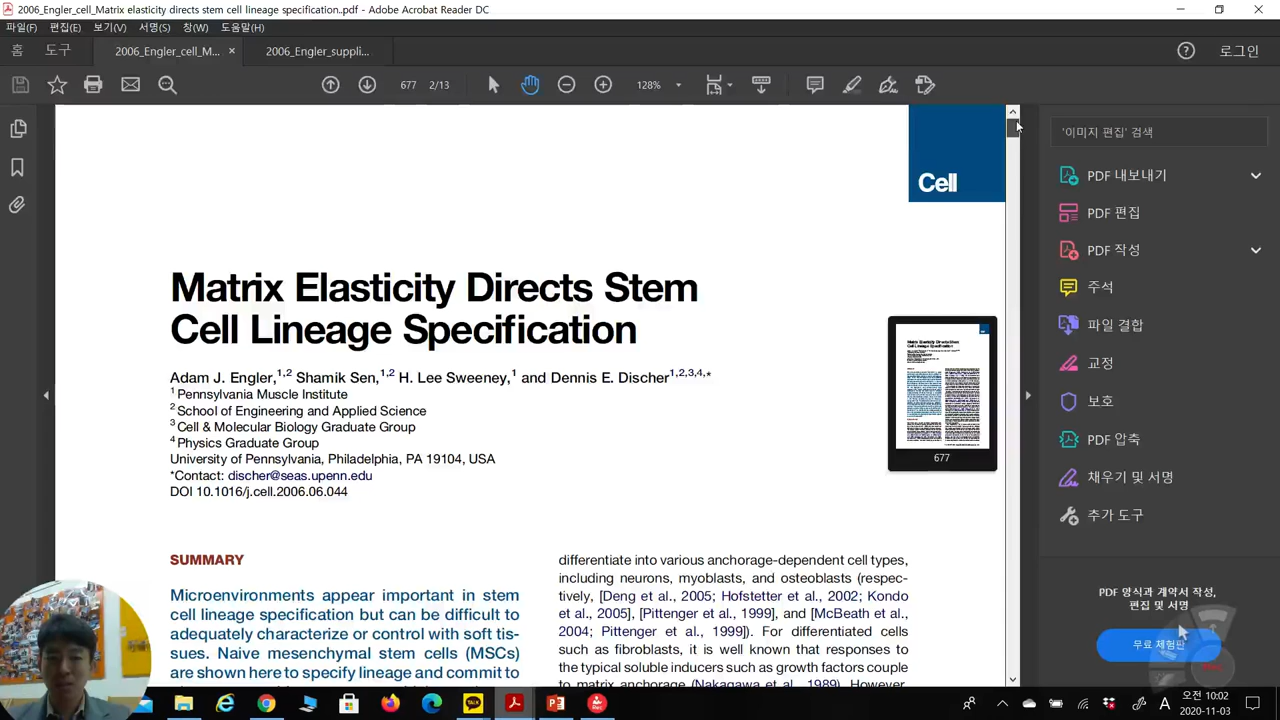 2006_Engler_cell_Matrix elasticity directs stem cell lineage specification..pdf - Adobe Acrobat Reader DC
파일(F) 편집(E) 보기(V) 서명(S) 창(W) 도움말(H)
홈 도구 2006_Engler_cell_M... × 2006_Engler_suppli... 로그인
677 2/13 128%
'이미지 편집' 검색
PDF 내보내기
PDF 편집
PDF 작성
주석
파일 결합
교정
보호
PDF 압축
채우기 및 서명
추가 도구
PDF 양식과 계약서 작성,
편집 및 서명
무료 체험판
Cell
Matrix Elasticity Directs Stem
Cell Lineage Specification
Adam J. Engler,1,2 Shamik Sen,1,2 H. Lee Sweeney,1 and Dennis E. Discher1,2,3,4,*
1 Pennsylvania Muscle Institute
2 School of Engineering and Applied Science
3 Cell & Molecular Biology Graduate Group
4 Physics Graduate Group
University of Pennsylvania, Philadelphia, PA 19104, USA
*Contact: discher@seas.upenn.edu
DOI 10.1016/j.cell.2006.06.044
677
SUMMARY
Microenvironments appear important in stem
cell lineage specification but can be difficult to
adequately characterize or control with soft tis-
sues. Naive mesenchymal stem cells (MSCs)
are shown here to specify lineage and commit to
differentiate into various anchorage-dependent cell types,
including neurons, myoblasts, and osteoblasts (respec-
tively, [Deng et al., 2005; Hofstetter et al., 2002; Kondo
et al., 2005], [Pittenger et al., 1999], and [McBeath et al.,
2004; Pittenger et al., 1999]). For differentiated cells
such as fibroblasts, it is well known that responses to
the typical soluble inducers such as growth factors couple
to matrix anchorage (Nakagawa et al., 1989). However,
TALK
A 오전 10:02
2020-11-03